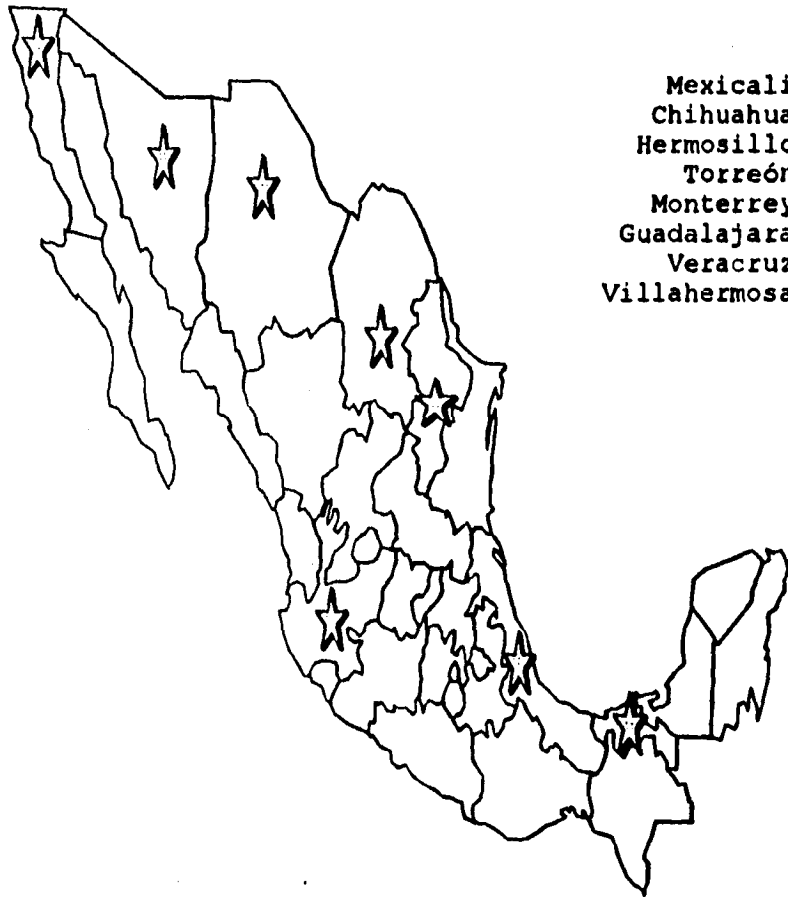 Mexicali
Chihuahua
Hermosillo
Torreón
Monterrey
Guadalajara
Veracruz
Villahermosa